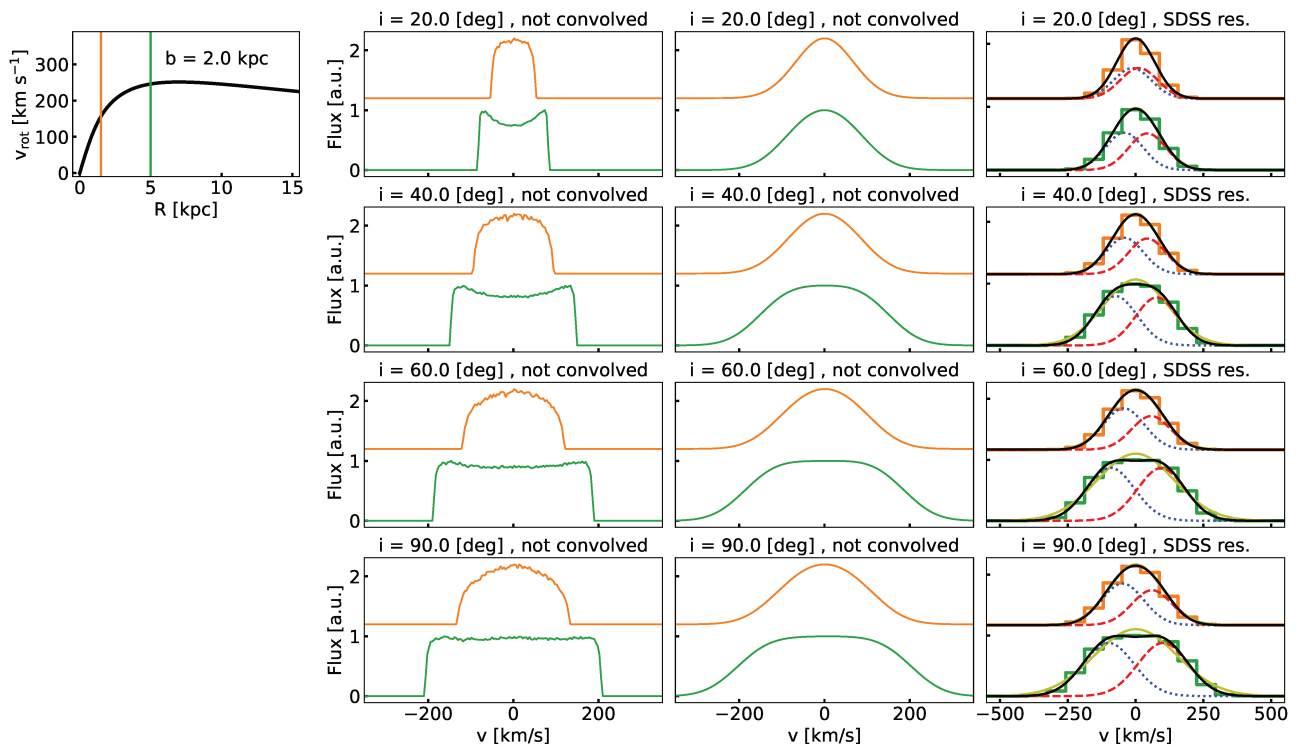 i = 20.0 [deg] , not convolved
i = 20.0 [deg] , not convolved
i = 20.0 [deg] , SDSS res.
v_rot [km s⁻¹]
300
200
100
0
b = 2.0 kpc
0 5 10 15
R [kpc]
Flux [a.u.]
2
1
0
i = 40.0 [deg] , not convolved
i = 40.0 [deg] , not convolved
i = 40.0 [deg] , SDSS res.
Flux [a.u.]
2
1
0
i = 60.0 [deg] , not convolved
i = 60.0 [deg] , not convolved
i = 60.0 [deg] , SDSS res.
Flux [a.u.]
2
1
0
i = 90.0 [deg] , not convolved
i = 90.0 [deg] , not convolved
i = 90.0 [deg] , SDSS res.
Flux [a.u.]
2
1
0
−200 0 200
−200 0 200
−500 −250 0 250 500
v [km/s]
v [km/s]
v [km/s]